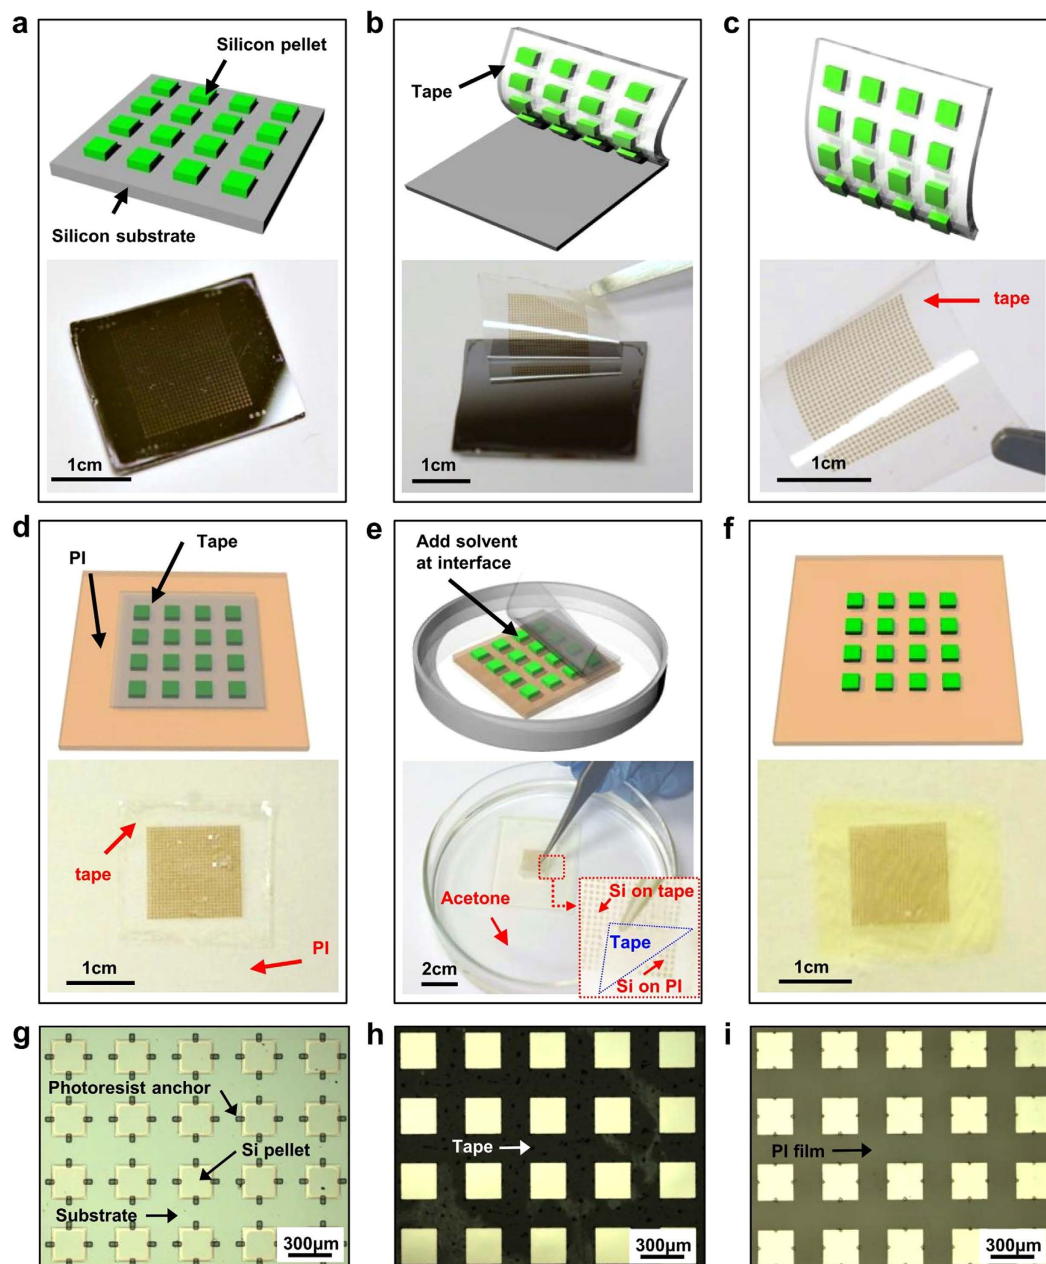 a
Silicon pellet
Silicon substrate
1cm
b
Tape
1cm
c
tape
1cm
d
PI
Tape
tape
PI
1cm
e
Add solvent
at interface
Acetone
Si on tape
Tape
Si on PI
2cm
f
1cm
g
Photoresist anchor
Si pellet
Substrate
300μm
h
Tape
300μm
i
PI film
300μm